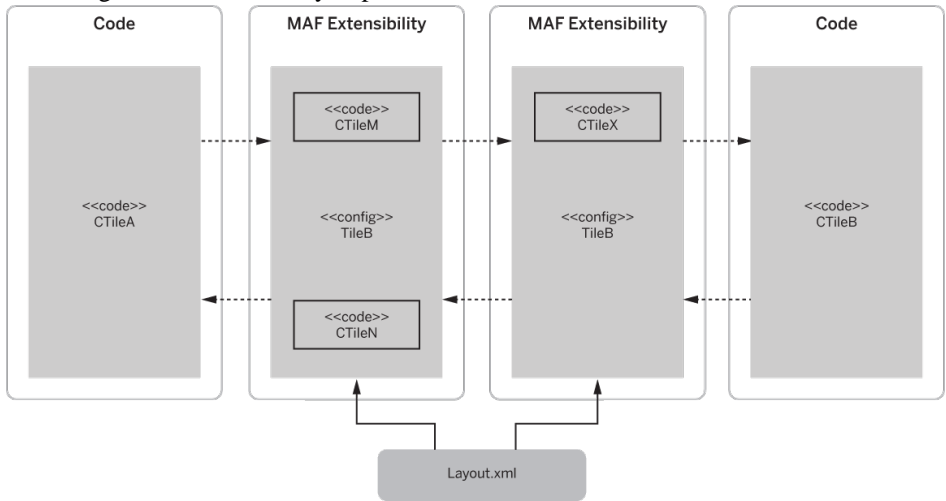 Code
MAF Extensibility
MAF Extensibility
Code
<<code>>
CTileM
<<code>>
CTileX
<<code>>
CTileA
<<config>>
TileB
<<config>>
TileB
<<code>>
CTileB
<<code>>
CTileN
Layout.xml